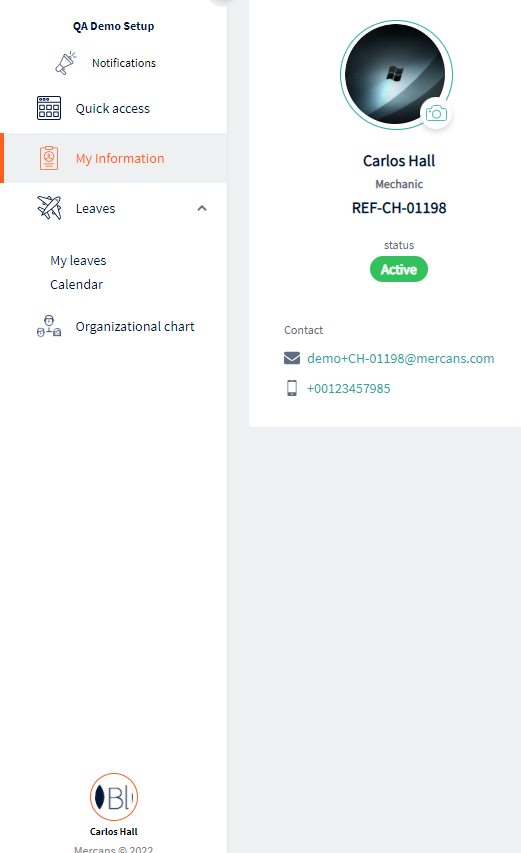 QA Demo Setup
Notifications
Quick access
My Information
Leaves
My leaves
Calendar
Organizational chart
Carlos Hall
Mechanic
REF-CH-01198
status
Active
Contact
demo+CH-01198@mercans.com
+00123457985
Bl
Carlos Hall
Mercans © 2022